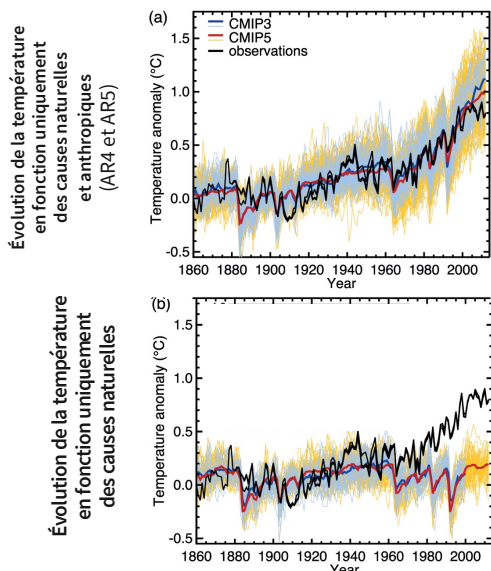 Évolution de la température
en fonction uniquement
des causes naturelles
et anthropiques
(AR4 et AR5)
(a)
CMIP3
CMIP5
observations
Temperature anomaly (°C)
1.5
1.0
0.5
0.0
-0.5
1860 1880 1900 1920 1940 1960 1980 2000
Year
Évolution de la température
en fonction uniquement
des causes naturelles
(b)
Temperature anomaly (°C)
1.5
1.0
0.5
0.0
-0.5
1860 1880 1900 1920 1940 1960 1980 2000
Year